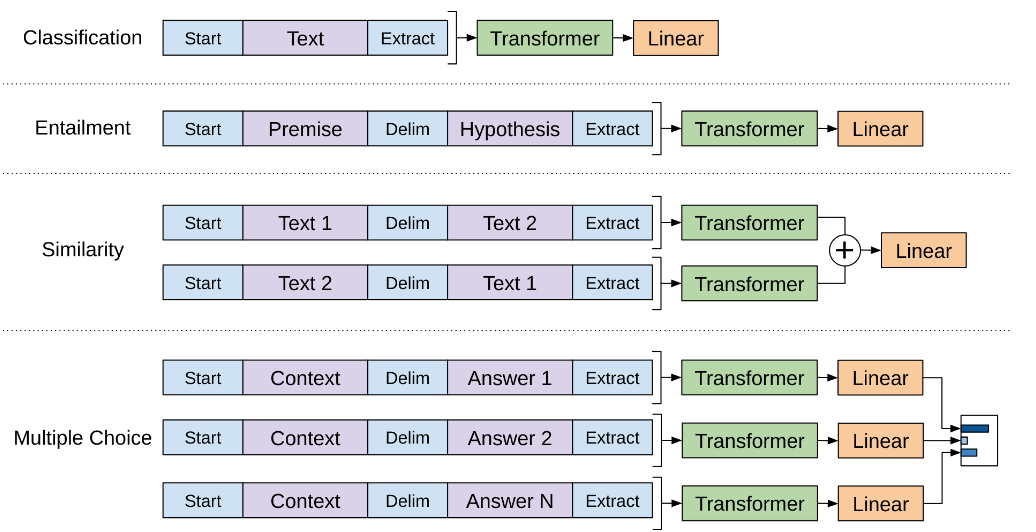 Classification Start Text Extract Transformer Linear
Entailment Start Premise Delim Hypothesis Extract Transformer Linear
Start Text 1 Delim Text 2 Extract Transformer
Similarity + Linear
Start Text 2 Delim Text 1 Extract Transformer
Start Context Delim Answer 1 Extract Transformer Linear
Multiple Choice Start Context Delim Answer 2 Extract Transformer Linear
Start Context Delim Answer N Extract Transformer Linear